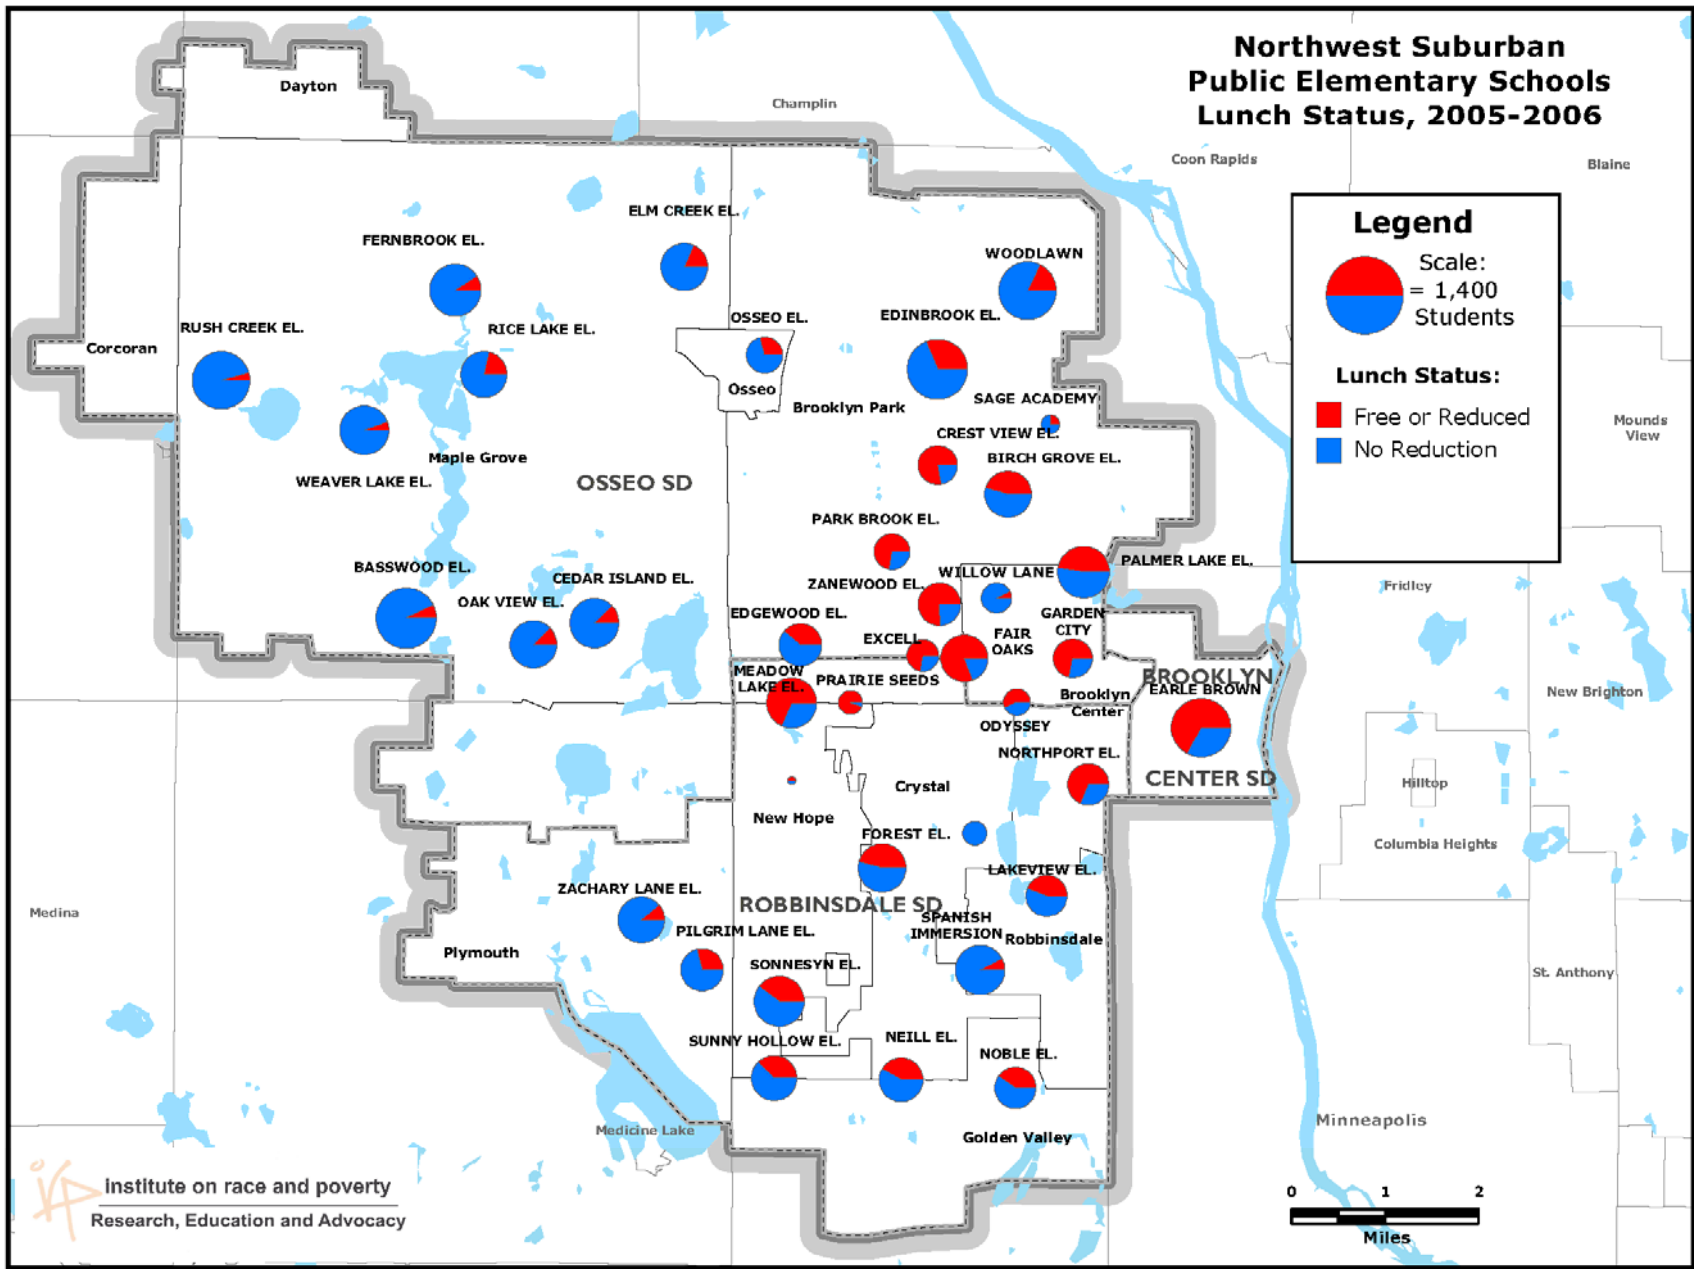 Northwest Suburban
Public Elementary Schools
Lunch Status, 2005-2006
Dayton
Champlin
Coon Rapids
Blaine
Legend
Scale:
= 1,400
Students
Lunch Status:
Free or Reduced
No Reduction
ELM CREEK EL.
FERNBROOK EL.
WOODLAWN
RUSH CREEK EL.
RICE LAKE EL.
OSSEO EL.
EDINBROOK EL.
Corcoran
Osseo
Brooklyn Park
SAGE ACADEMY
Mounds
View
CREST VIEW EL.
BIRCH GROVE EL.
Maple Grove
WEAVER LAKE EL.
OSSEO SD
PARK BROOK EL.
BASSWOOD EL.
CEDAR ISLAND EL.
OAK VIEW EL.
ZANEWOOD EL.
WILLOW LANE
PALMER LAKE EL.
Fridley
EDGEWOOD EL.
GARDEN
CITY
EXCELL
FAIR
OAKS
MEADOW
LAKE EL.
PRAIRIE SEEDS
BROOKLYN
EARLE BROWN
Brooklyn
Center
New Brighton
ODYSSEY
NORTHPORT EL.
CENTER SD
Hilltop
Crystal
New Hope
FOREST EL.
Columbia Heights
LAKEVIEW EL.
ZACHARY LANE EL.
ROBBINSDALE SD
Medina
SPANISH
IMMERSION
Robbinsdale
PILGRIM LANE EL.
Plymouth
SONNESYN EL.
St. Anthony
SUNNY HOLLOW EL.
NEILL EL.
NOBLE EL.
Medicine Lake
Golden Valley
Minneapolis
institute on race and poverty
Research, Education and Advocacy
0 1 2
Miles